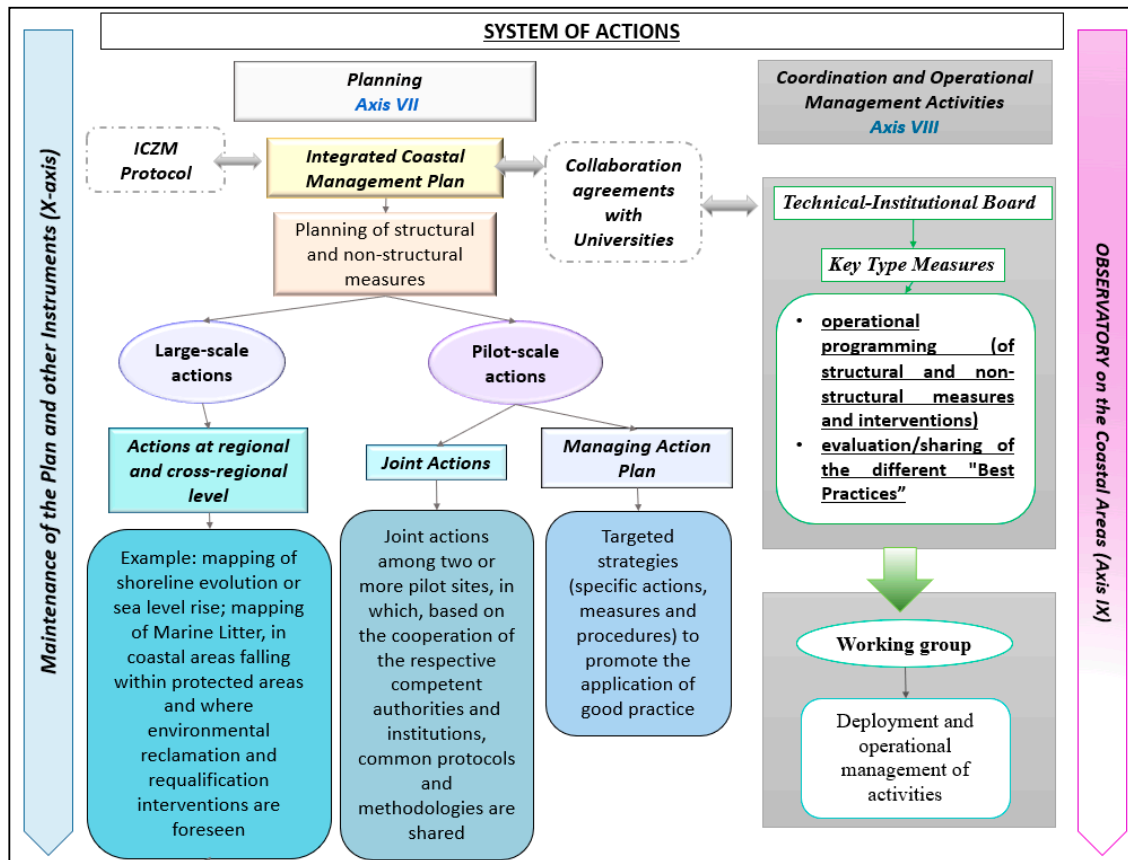 SYSTEM OF ACTIONS
Maintenance of the Plan and other Instruments (X-axis)
Planning
Axis VII
ICZM
Protocol
Integrated Coastal
Management Plan
Collaboration
agreements
with
Universities
Planning of structural
and non-structural
measures
Large-scale
actions
Pilot-scale
actions
Actions at regional
and cross-regional
level
Joint Actions
Managing Action
Plan
Example: mapping of
shoreline evolution or
sea level rise; mapping
of Marine Litter, in
coastal areas falling
within protected areas
and where
environmental
reclamation and
requalification
interventions are
foreseen
Joint actions
among two or
more pilot sites, in
which, based on
the cooperation of
the respective
competent
authorities and
institutions,
common protocols
and
methodologies are
shared
Targeted
strategies
(specific actions,
measures and
procedures) to
promote the
application of
good practice
Coordination and Operational
Management Activities
Axis VIII
Technical-Institutional Board
Key Type Measures
• operational
programming (of
structural and non-
structural measures
and interventions)
• evaluation/sharing of
the different "Best
Practices”
Working group
Deployment and
operational
management of
activities
OBSERVATORY on the Coastal Areas (Axis IX)